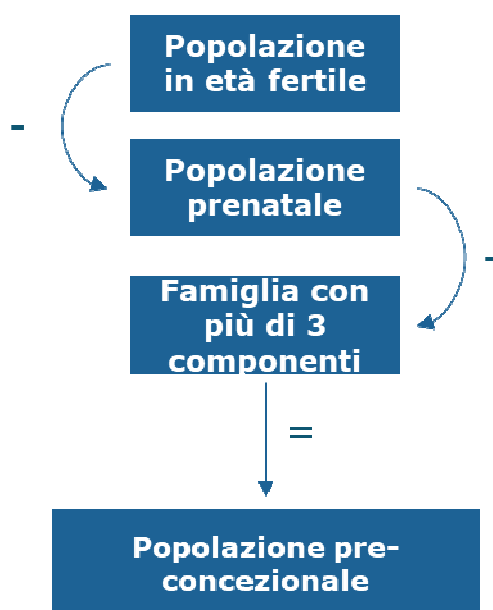 Popolazione
in età fertile
-
Popolazione
prenatale
-
Famiglia con
più di 3
componenti
=
Popolazione pre-
concezionale